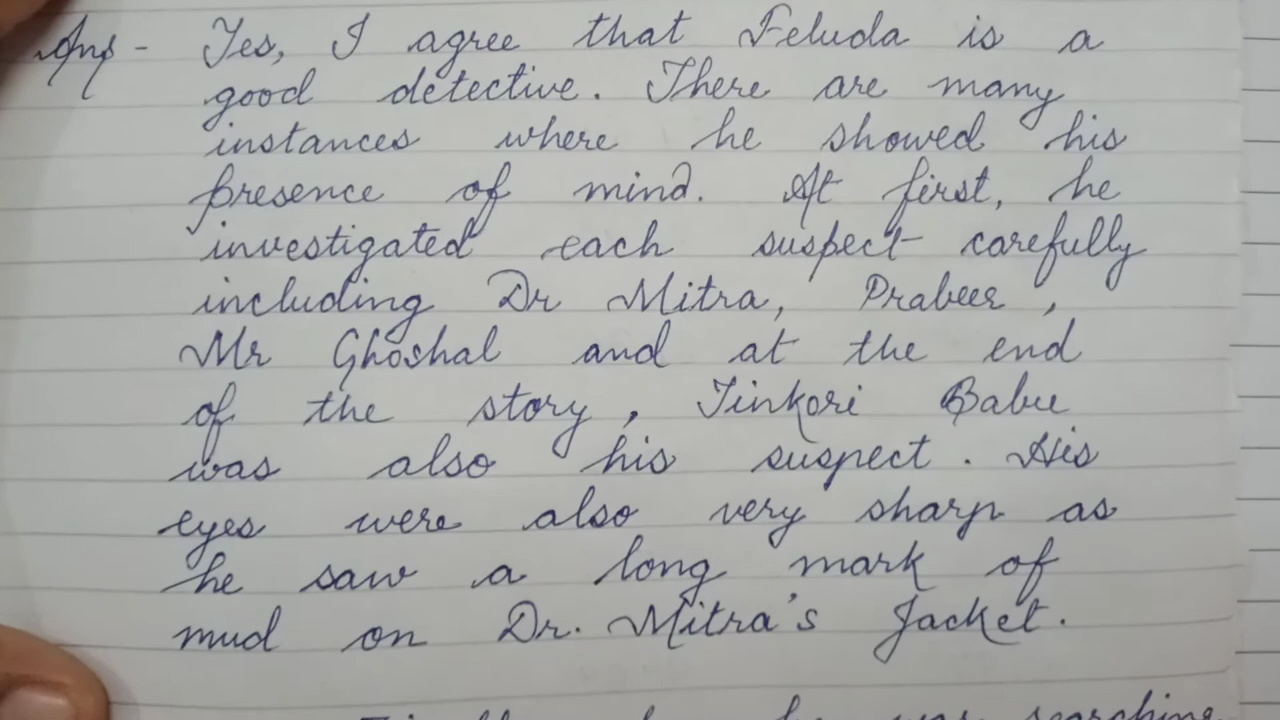 Ans - Yes, I agree that Feluda is a
good detective. There are many
instances where he showed his
presence of mind. At first, he
investigated each suspect carefully
including Dr Mitra, Prabeer ,
Mr Ghoshal and at the end
of the story , Tinkori Babu
was also his suspect . His
eyes were also very sharp as
he saw a long mark of
mud on Dr. Mitra's Jacket.
he was searching